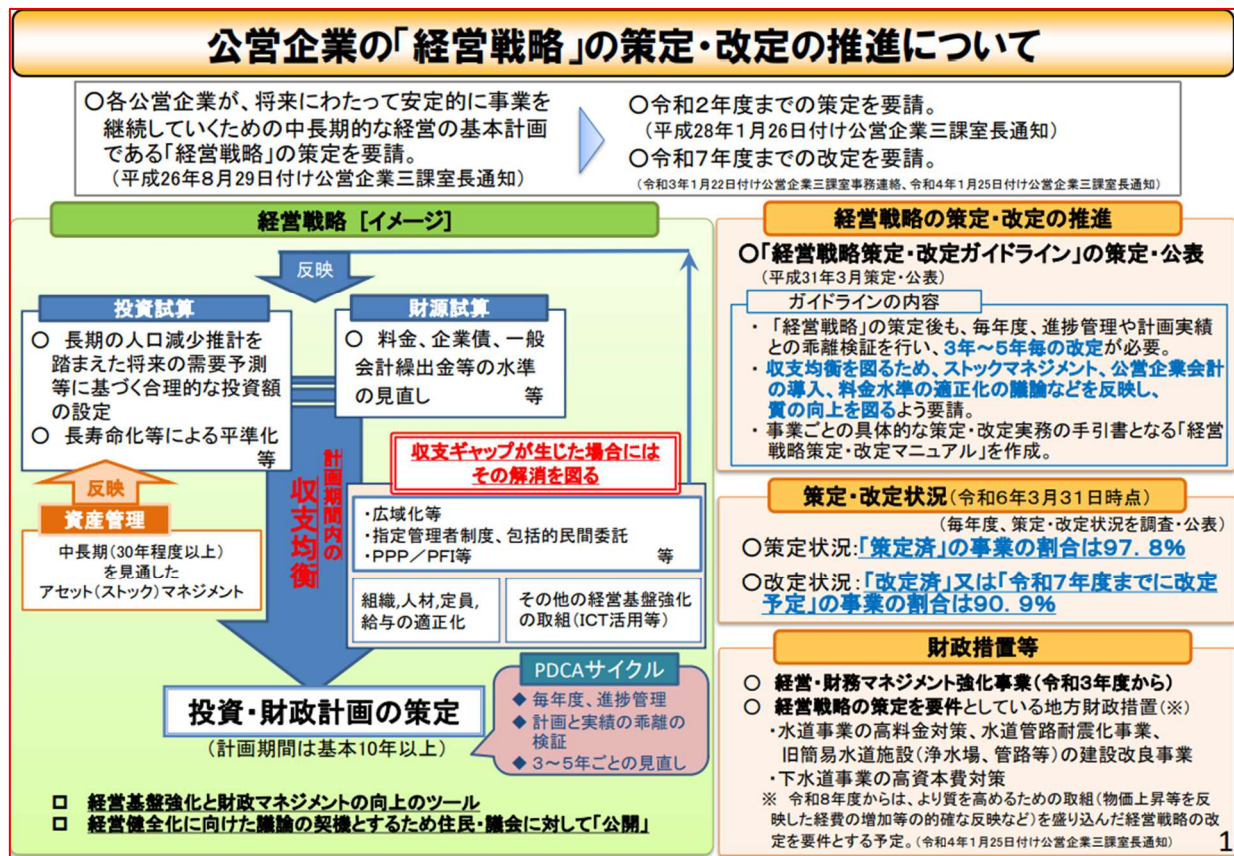 公営企業の「経営戦略」の策定・改定の推進について
〇各公営企業が、将来にわたって安定的に事業を
継続していくための中長期的な経営の基本計画
である「経営戦略」の策定を要請。
(平成26年8月29日付け公営企業三課室長通知)
〇令和2年度までの策定を要請。
(平成28年1月26日付け公営企業三課室長通知)
〇令和7年度までの改定を要請。
(令和3年1月22日付け公営企業三課室事務連絡、令和4年1月25日付け公営企業三課室長通知)
経営戦略 [イメージ]
反映
投資試算
〇 長期の人口減少推計を
踏まえた将来の需要予測
等に基づく合理的な投資額
の設定
〇 長寿命化等による平準化
等
財源試算
〇 料金、企業債、一般
会計繰出金等の水準
の見直し 等
反映
資産管理
中長期(30年程度以上)
を見通した
アセット(ストック)マネジメント
計画期間内の
収支均衡
収支ギャップが生じた場合には
その解消を図る
・広域化等
・指定管理者制度、包括的民間委託
・PPP/PFI等 等
組織,人材,定員,
給与の適正化
その他の経営基盤強化
の取組(ICT活用等)
投資・財政計画の策定
(計画期間は基本10年以上)
PDCAサイクル
◆ 毎年度、進捗管理
◆ 計画と実績の乖離の
検証
◆ 3~5年ごとの見直し
□ 経営基盤強化と財政マネジメントの向上のツール
□ 経営健全化に向けた議論の契機とするため住民・議会に対して「公開」
経営戦略の策定・改定の推進
〇「経営戦略策定・改定ガイドライン」の策定・公表
(平成31年3月策定・公表)
ガイドラインの内容
・ 「経営戦略」の策定後も、毎年度、進捗管理や計画実績
との乖離検証を行い、3年~5年毎の改定が必要。
・ 収支均衡を図るため、ストックマネジメント、公営企業会計
の導入、料金水準の適正化の議論などを反映し、
質の向上を図るよう要請。
・ 事業ごとの具体的な策定・改定実務の手引書となる「経営
戦略策定・改定マニュアル」を作成。
策定・改定状況(令和6年3月31日時点)
(毎年度、策定・改定状況を調査・公表)
〇策定状況:「策定済」の事業の割合は97.8%
〇改定状況:「改定済」又は「令和7年度までに改定
予定」の事業の割合は90.9%
財政措置等
〇 経営・財務マネジメント強化事業(令和3年度から)
〇 経営戦略の策定を要件としている地方財政措置(※)
・水道事業の高料金対策、水道管路耐震化事業、
旧簡易水道施設(浄水場、管路等)の建設改良事業
・下水道事業の高資本費対策
※ 令和8年度からは、より質を高めるための取組(物価上昇等を反
映した経費の増加等の的確な反映など)を盛り込んだ経営戦略の改
定を要件とする予定。(令和4年1月25日付け公営企業三課室長通知)
1